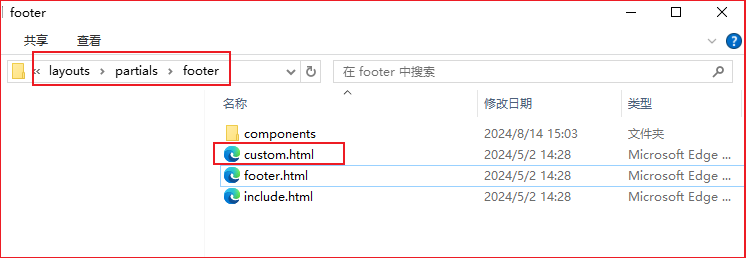 footer
共享 查看
« layouts > partials > footer 在 footer 中搜索
名称 修改日期 类型
components 2024/8/14 15:03 文件夹
custom.html 2024/5/2 14:28 Microsoft Edge ...
footer.html 2024/5/2 14:28 Microsoft Edge ...
include.html 2024/5/2 14:28 Microsoft Edge ...